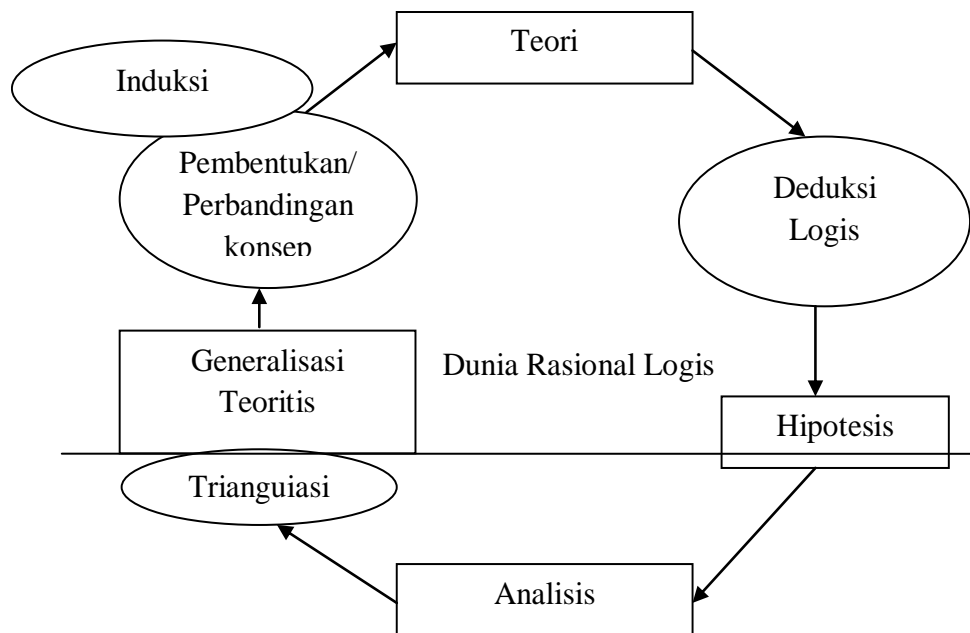 Teori
Induksi
Pembentukan/
Perbandingan
konsep
Deduksi
Logis
Generalisasi
Teoritis
Dunia Rasional Logis
Hipotesis
Trianguiasi
Analisis